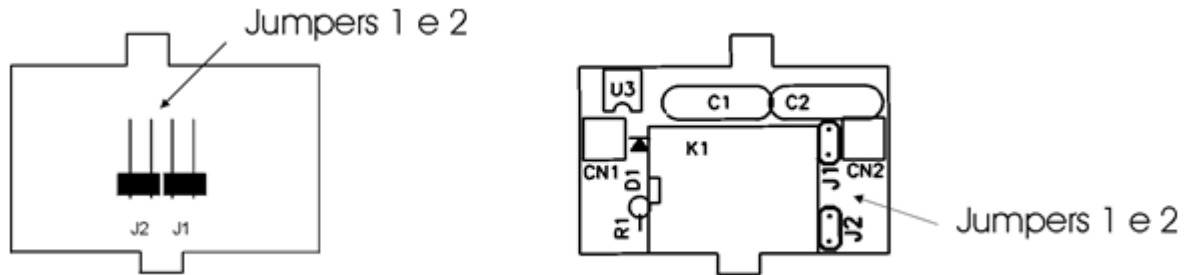 Jumpers 1 e 2
J2 J1
U3
C1 C2
K1
CN1
D1
R1
J1
CN2
J2
Jumpers 1 e 2